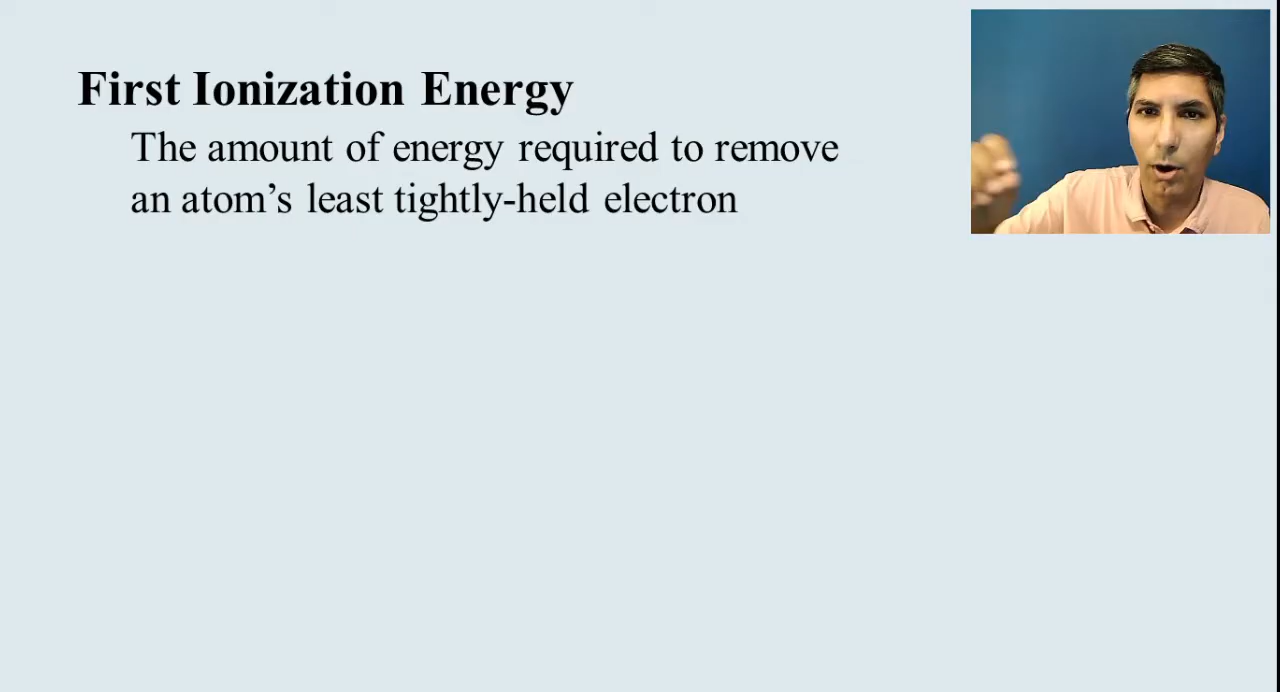 First Ionization Energy
The amount of energy required to remove
an atom’s least tightly-held electron